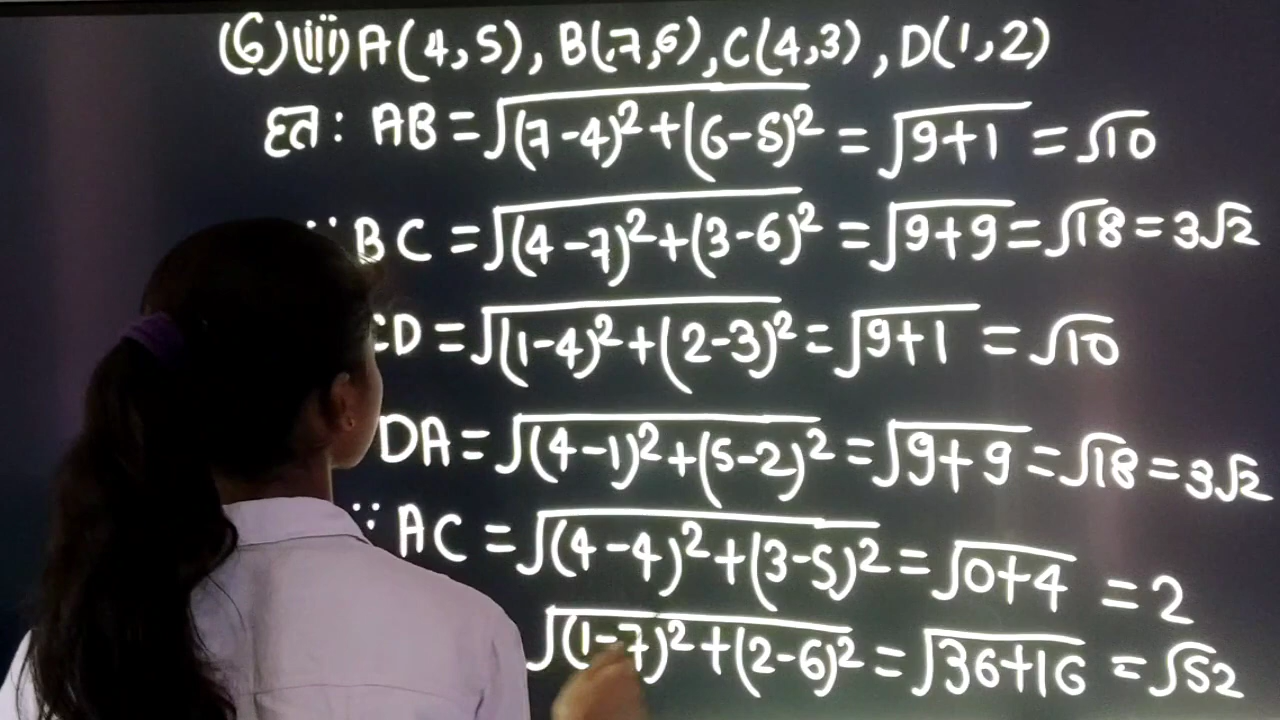 (6)(iii) A(4,5), B(7,6), C(4,3), D(1,2)
हल: AB = √(7-4)²+(6-5)² = √9+1 = √10
∵ BC = √(4-7)²+(3-6)² = √9+9 = √18 = 3√2
CD = √(1-4)²+(2-3)² = √9+1 = √10
DA = √(4-1)²+(5-2)² = √9+9 = √18 = 3√2
∵ AC = √(4-4)²+(3-5)² = √0+4 = 2
√(1-7)²+(2-6)² = √36+16 = √52